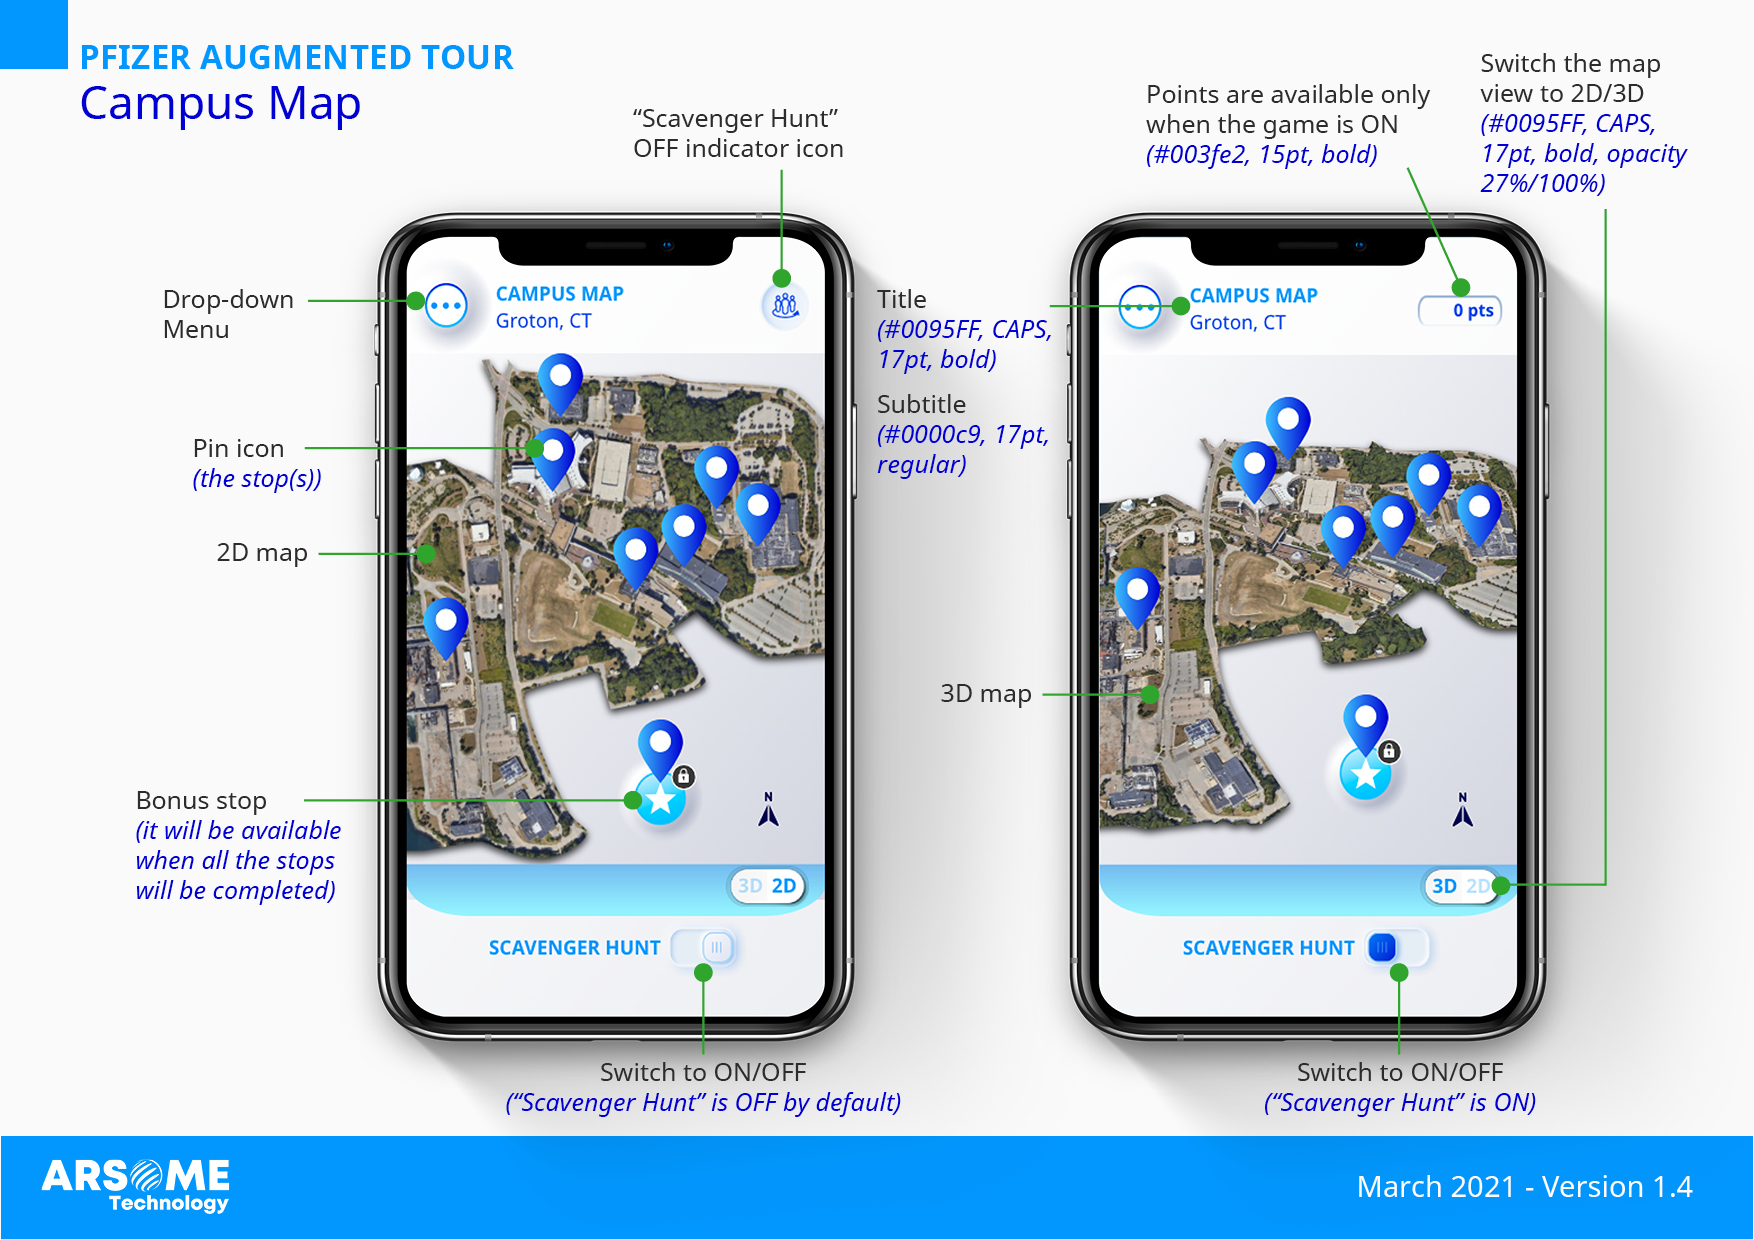 PFIZER AUGMENTED TOUR
Campus Map
“Scavenger Hunt”
OFF indicator icon
Points are available only
when the game is ON
(#003fe2, 15pt, bold)
Switch the map
view to 2D/3D
(#0095FF, CAPS,
17pt, bold, opacity
27%/100%)
Drop-down
Menu
CAMPUS MAP
Groton, CT
Pin icon
(the stop(s))
2D map
Bonus stop
(it will be available
when all the stops
will be completed)
N
3D 2D
SCAVENGER HUNT
Switch to ON/OFF
(“Scavenger Hunt” is OFF by default)
Title
(#0095FF, CAPS,
17pt, bold)
Subtitle
(#0000c9, 17pt,
regular)
3D map
CAMPUS MAP
Groton, CT
0 pts
N
3D 2D
SCAVENGER HUNT
Switch to ON/OFF
(“Scavenger Hunt” is ON)
ARSOME
Technology
March 2021 - Version 1.4